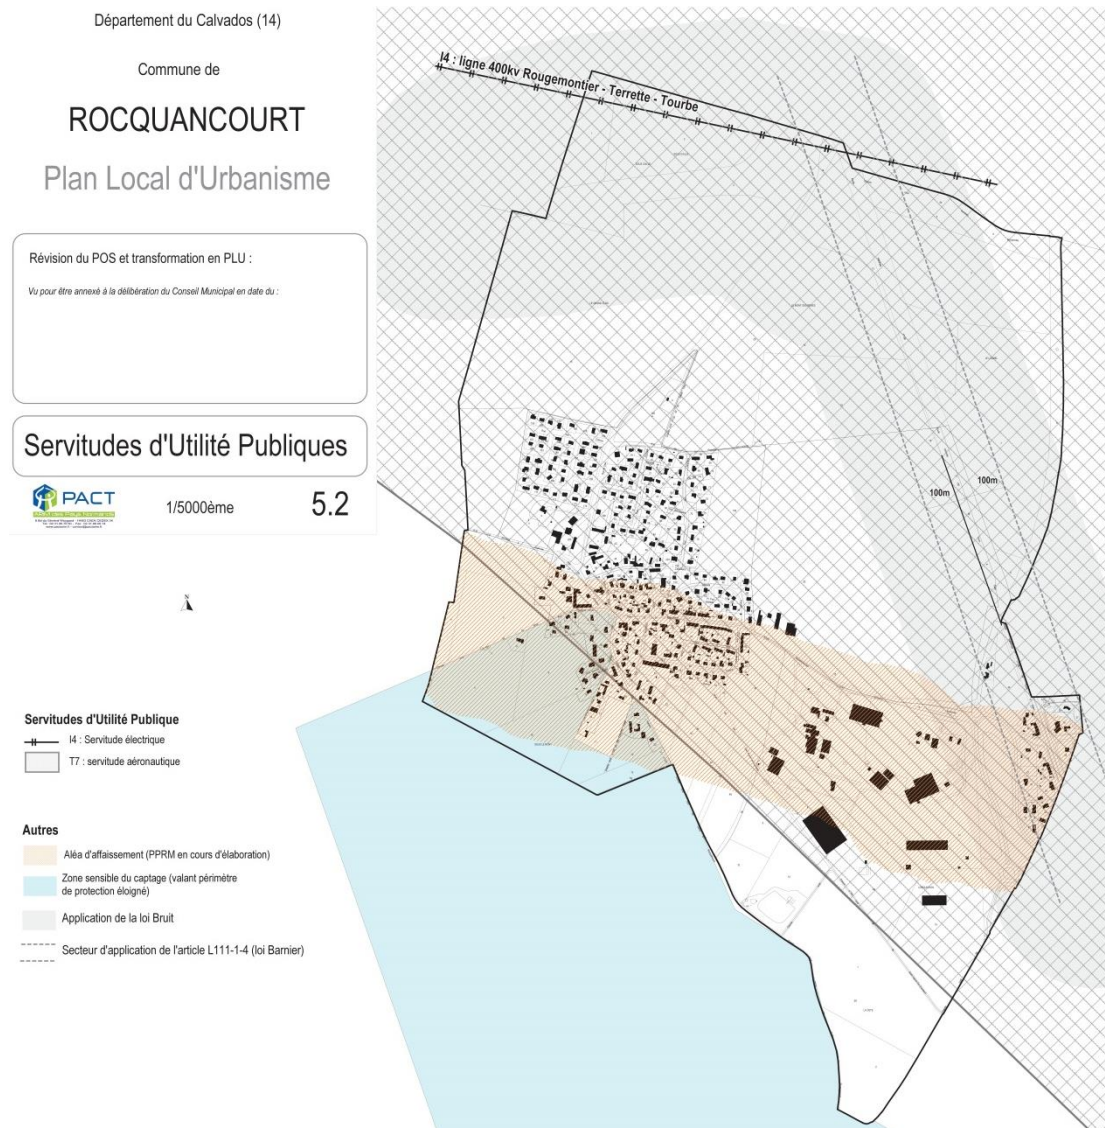 Département du Calvados (14)
Commune de
ROCQUANCOURT
Plan Local d'Urbanisme
Révision du POS et transformation en PLU :
Vu pour être annexé à la délibération du Conseil Municipal en date du :
Servitudes d'Utilité Publiques
PACT
1/5000ème
5.2
N
I4 : ligne 400kv Rougemontier - Terrette - Tourbe
100m
100m
Servitudes d'Utilité Publique
I4 : Servitude électrique
T7 : servitude aéronautique
Autres
Aléa d'affaissement (PPRM en cours d'élaboration)
Zone sensible du captage (valant périmètre
de protection éloigné)
Application de la loi Bruit
Secteur d'application de l'article L111-1-4 (loi Barnier)